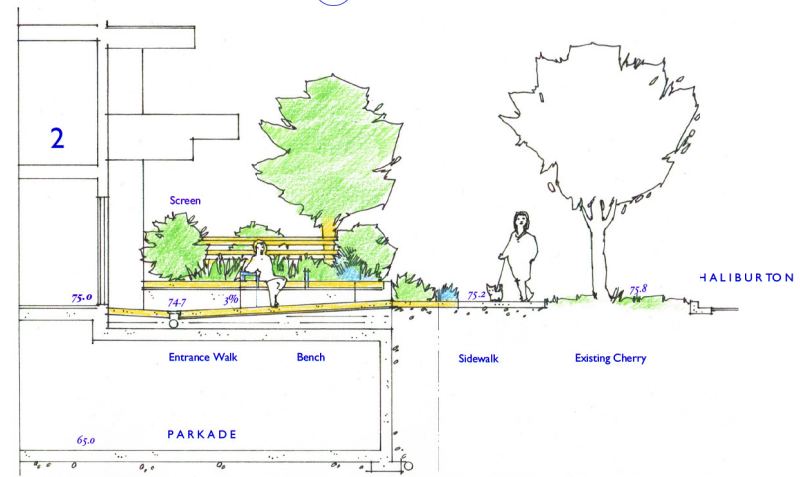 2
Screen
75.0
74.7
3%
75.2
75.8
HALIBURTON
Entrance Walk
Bench
Sidewalk
Existing Cherry
65.0
PARKADE